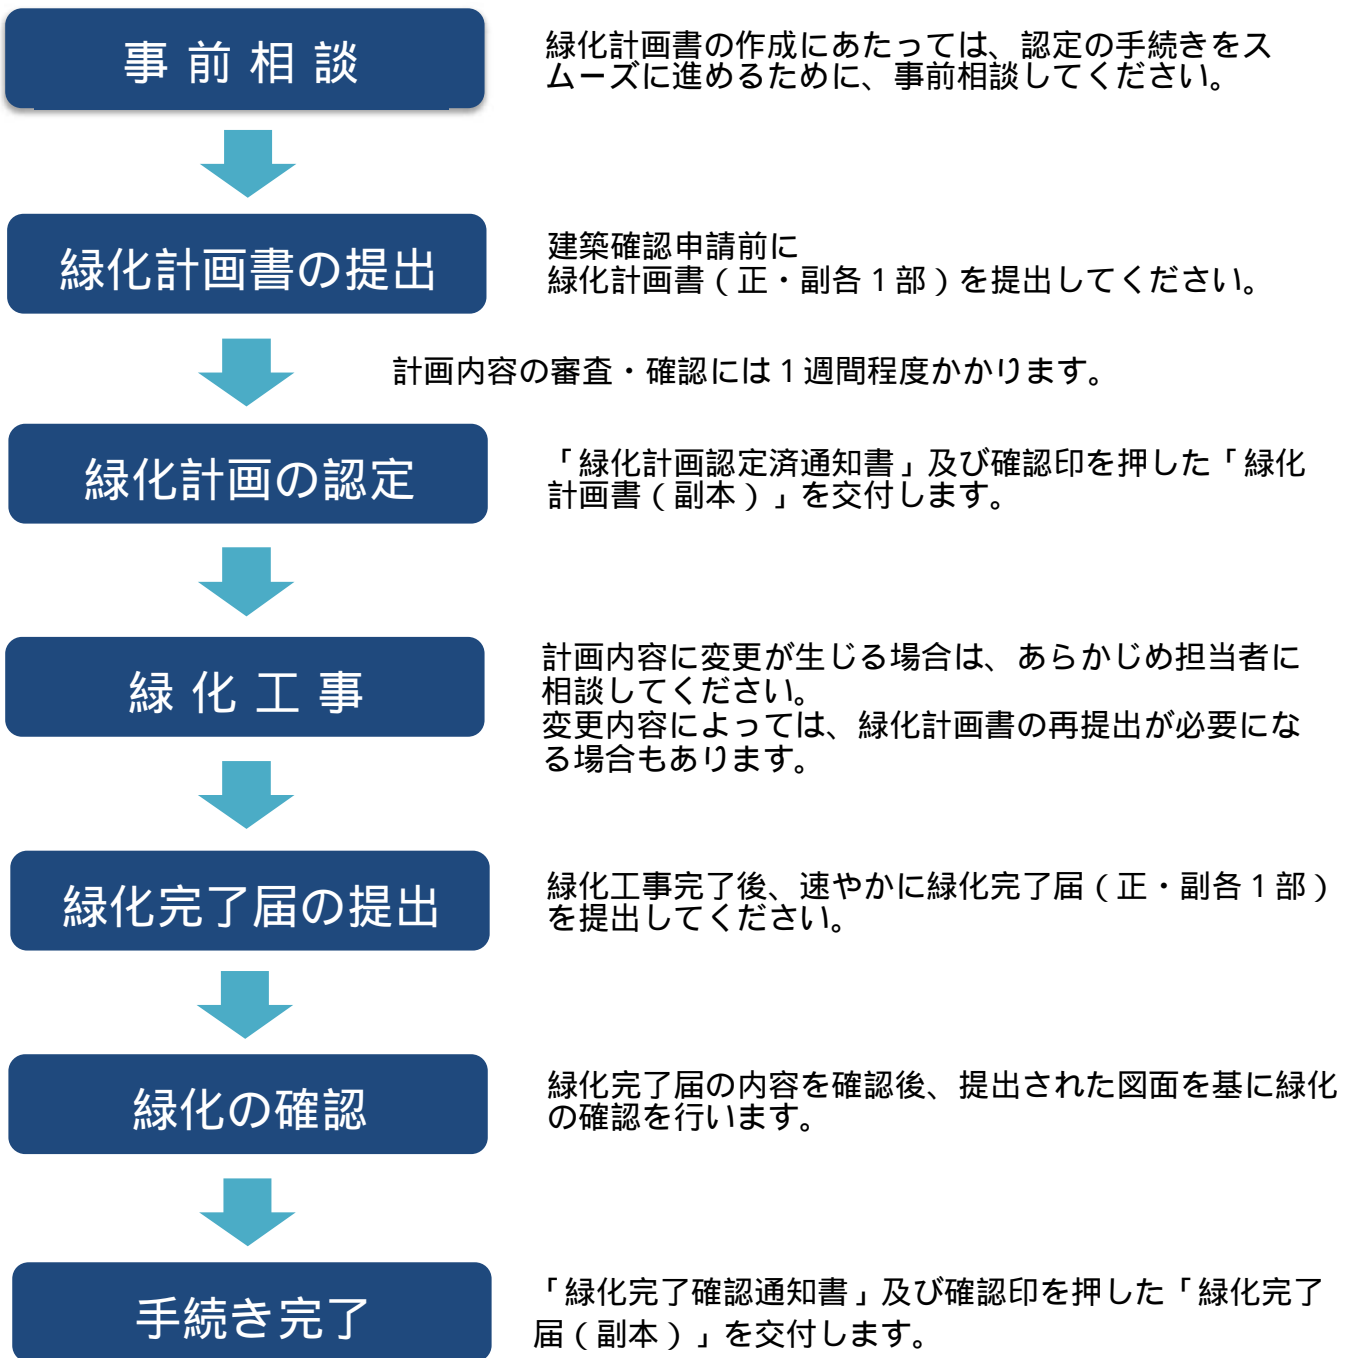 事前相談
緑化計画書の作成にあたっては、認定の手続きをス
ムーズに進めるために、事前相談してください。
緑化計画書の提出
建築確認申請前に
緑化計画書(正・副各1部)を提出してください。
計画内容の審査・確認には1週間程度かかります。
緑化計画の認定
「緑化計画認定済通知書」及び確認印を押した「緑化
計画書(副本)」を交付します。
緑化工事
計画内容に変更が生じる場合は、あらかじめ担当者に
相談してください。
変更内容によっては、緑化計画書の再提出が必要にな
る場合もあります。
緑化完了届の提出
緑化工事完了後、速やかに緑化完了届(正・副各1部)
を提出してください。
緑化の確認
緑化完了届の内容を確認後、提出された図面を基に緑化
の確認を行います。
手続き完了
「緑化完了確認通知書」及び確認印を押した「緑化完了
届(副本)」を交付します。